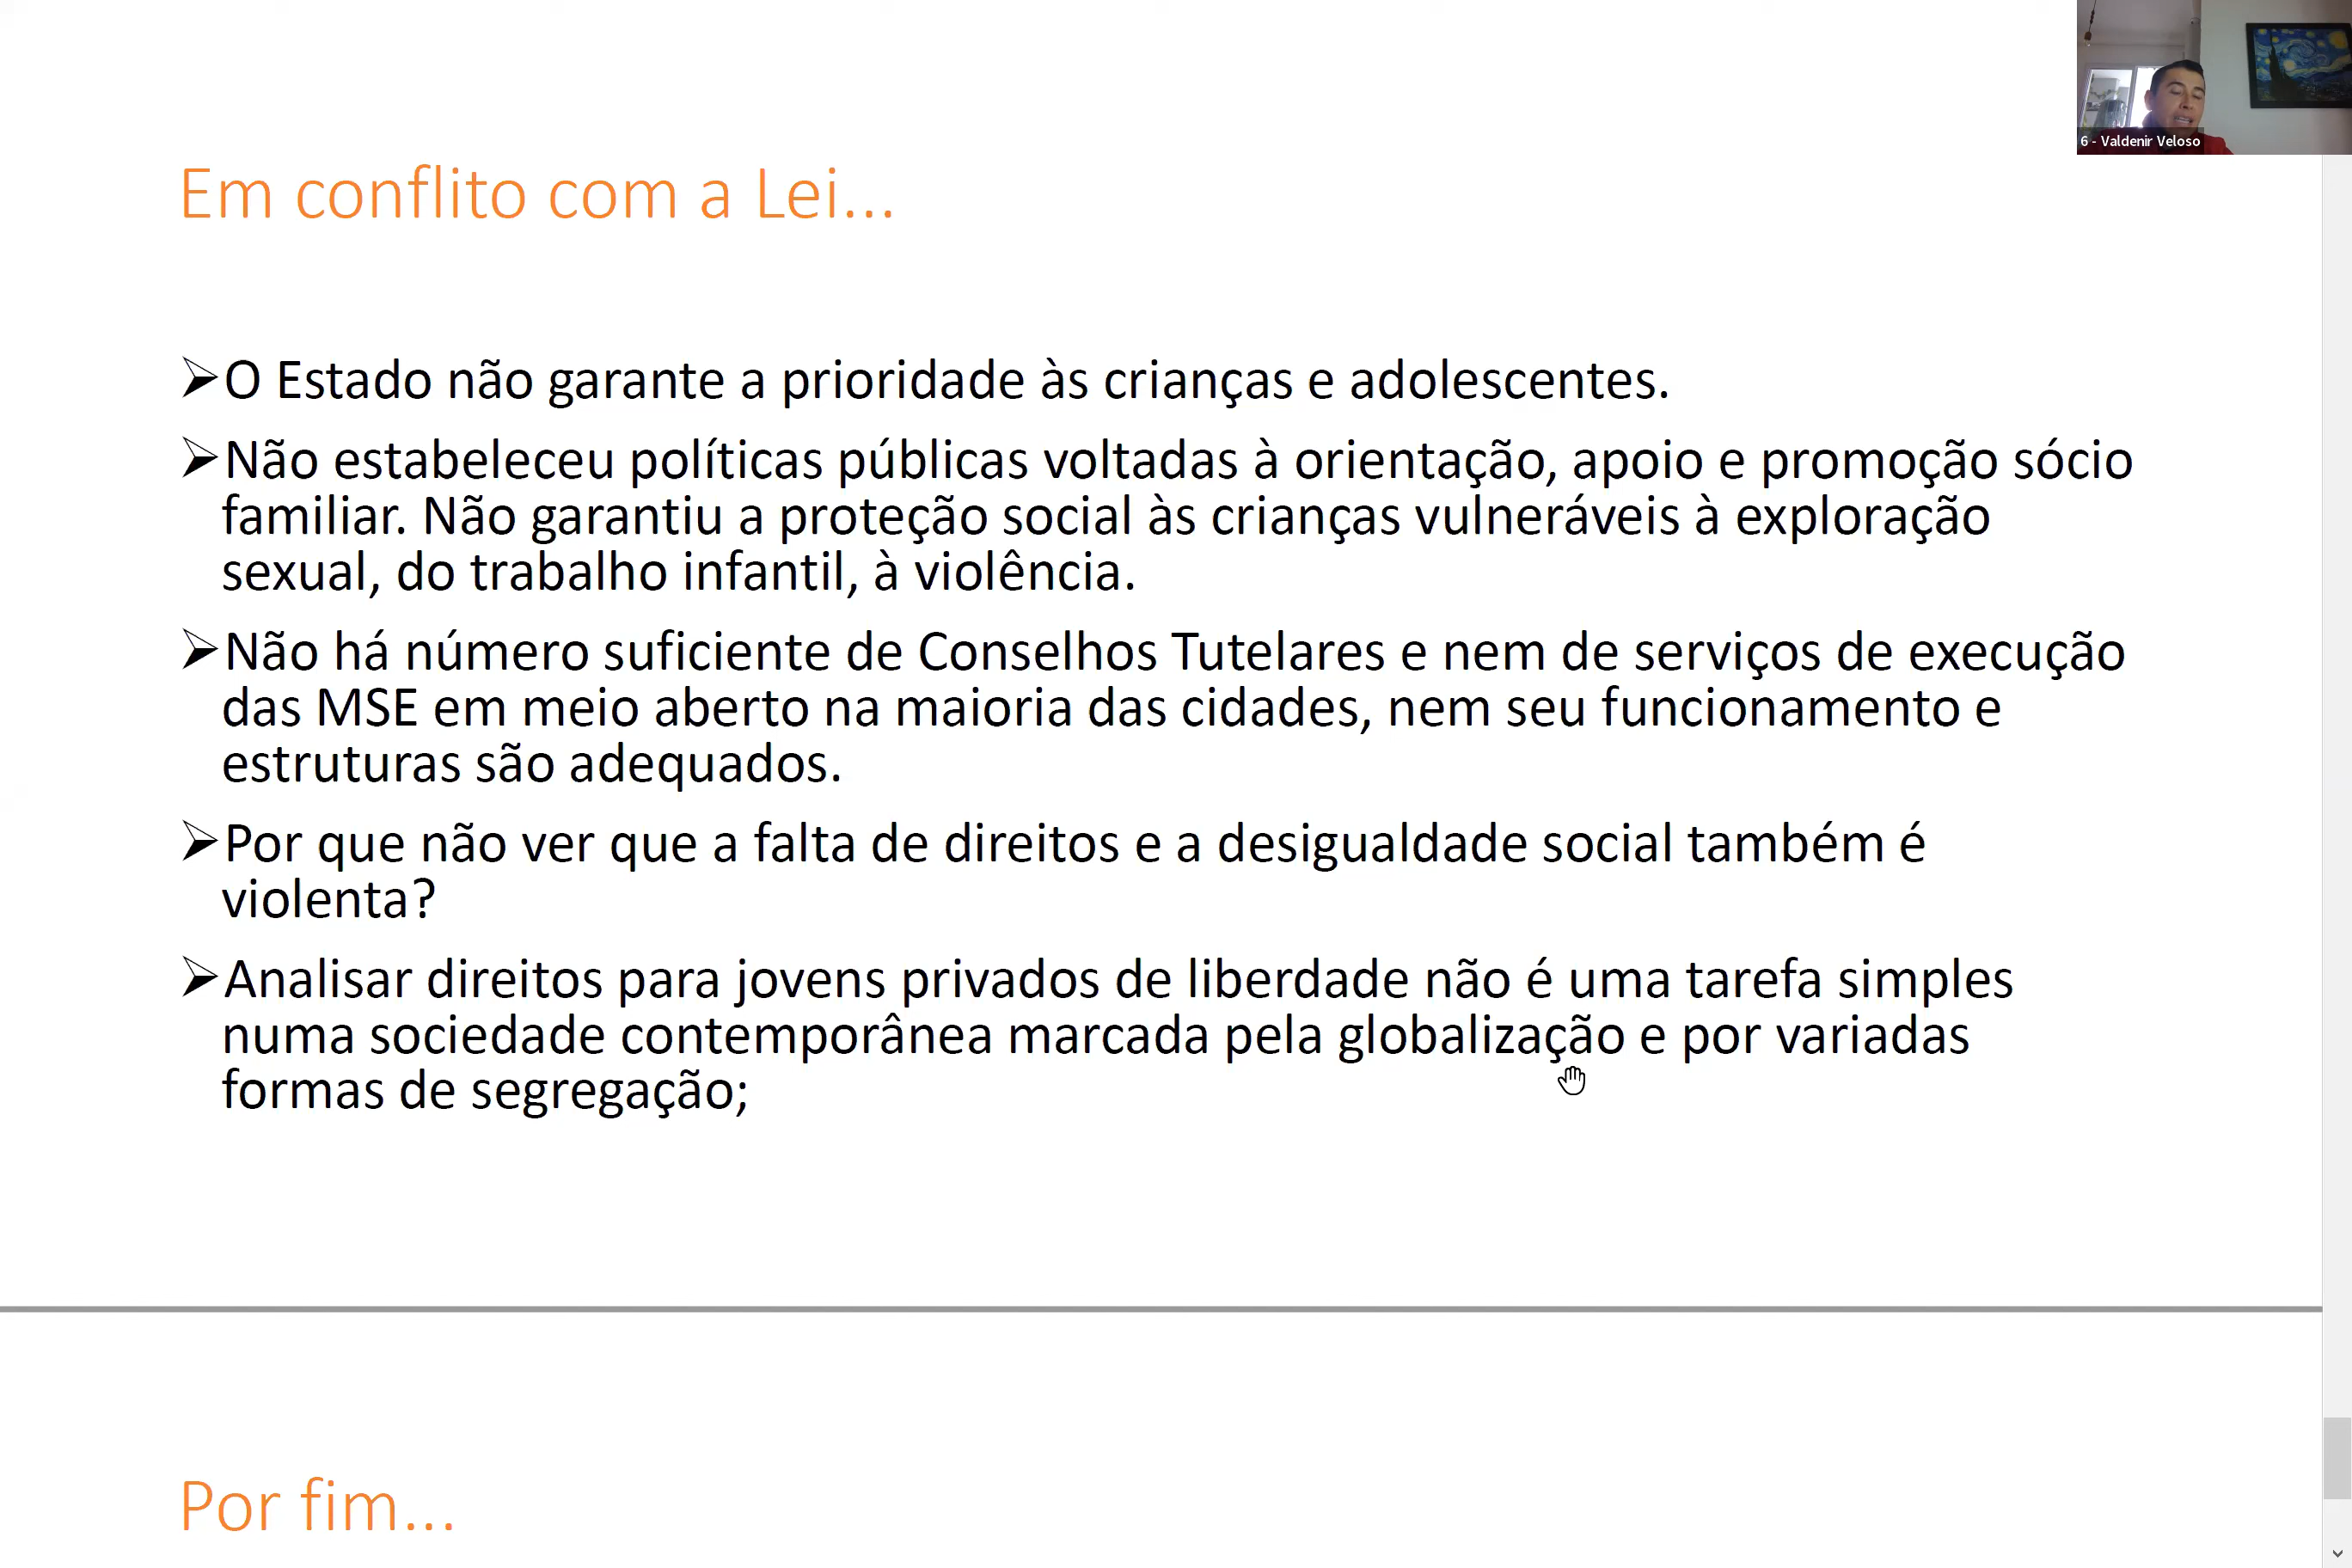 6 - Valdenir Veloso
Em conflito com a Lei...
➢O Estado não garante a prioridade às crianças e adolescentes.
➢Não estabeleceu políticas públicas voltadas à orientação, apoio e promoção sócio
familiar. Não garantiu a proteção social às crianças vulneráveis à exploração
sexual, do trabalho infantil, à violência.
➢Não há número suficiente de Conselhos Tutelares e nem de serviços de execução
das MSE em meio aberto na maioria das cidades, nem seu funcionamento e
estruturas são adequados.
➢Por que não ver que a falta de direitos e a desigualdade social também é
violenta?
➢Analisar direitos para jovens privados de liberdade não é uma tarefa simples
numa sociedade contemporânea marcada pela globalização e por variadas
formas de segregação;
Por fim...